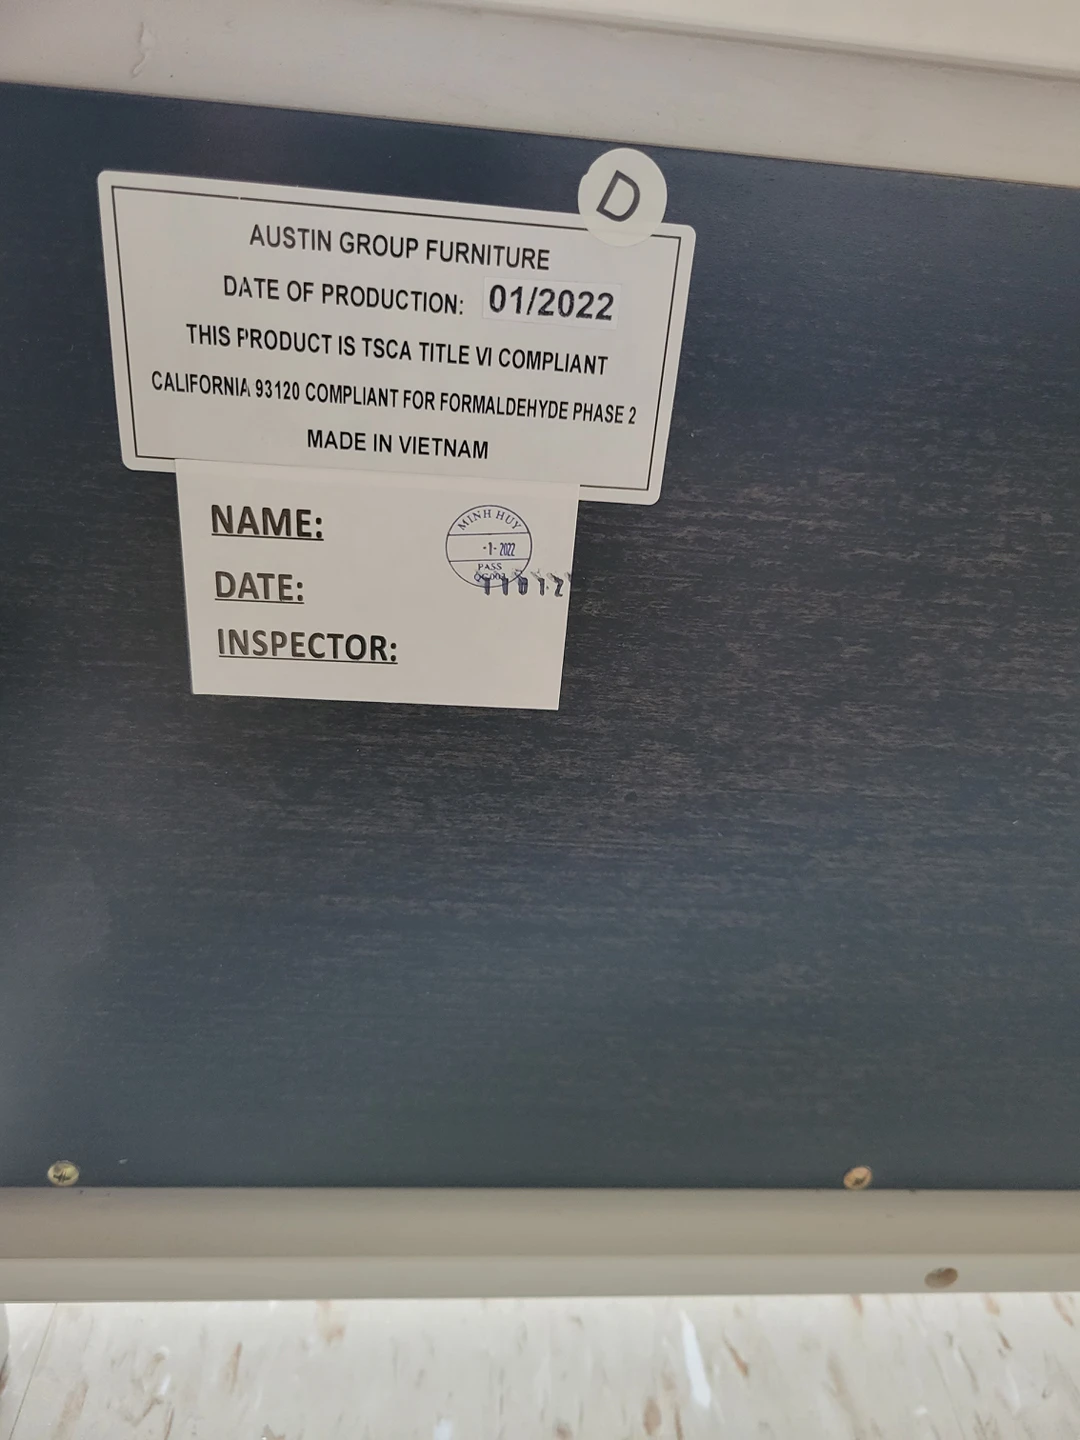 D
AUSTIN GROUP FURNITURE
DATE OF PRODUCTION: 01/2022
THIS PRODUCT IS TSCA TITLE VI COMPLIANT
CALIFORNIA 93120 COMPLIANT FOR FORMALDEHYDE PHASE 2
MADE IN VIETNAM
NAME:
MINH HUY
-1-2022
PASS
DATE:
INSPECTOR: